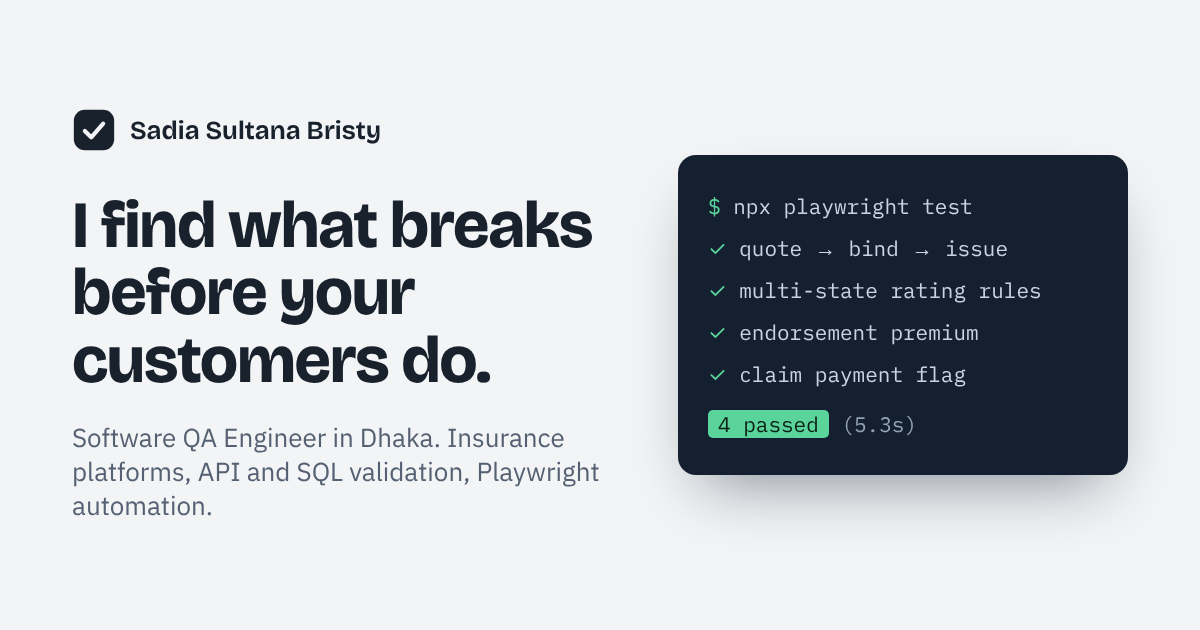 Sadia Sultana Bristy
I find what breaks
before your
customers do.
Software QA Engineer in Dhaka. Insurance
platforms, API and SQL validation, Playwright
automation.
$ npx playwright test
✓ quote → bind → issue
✓ multi-state rating rules
✓ endorsement premium
✓ claim payment flag
4 passed (5.3s)